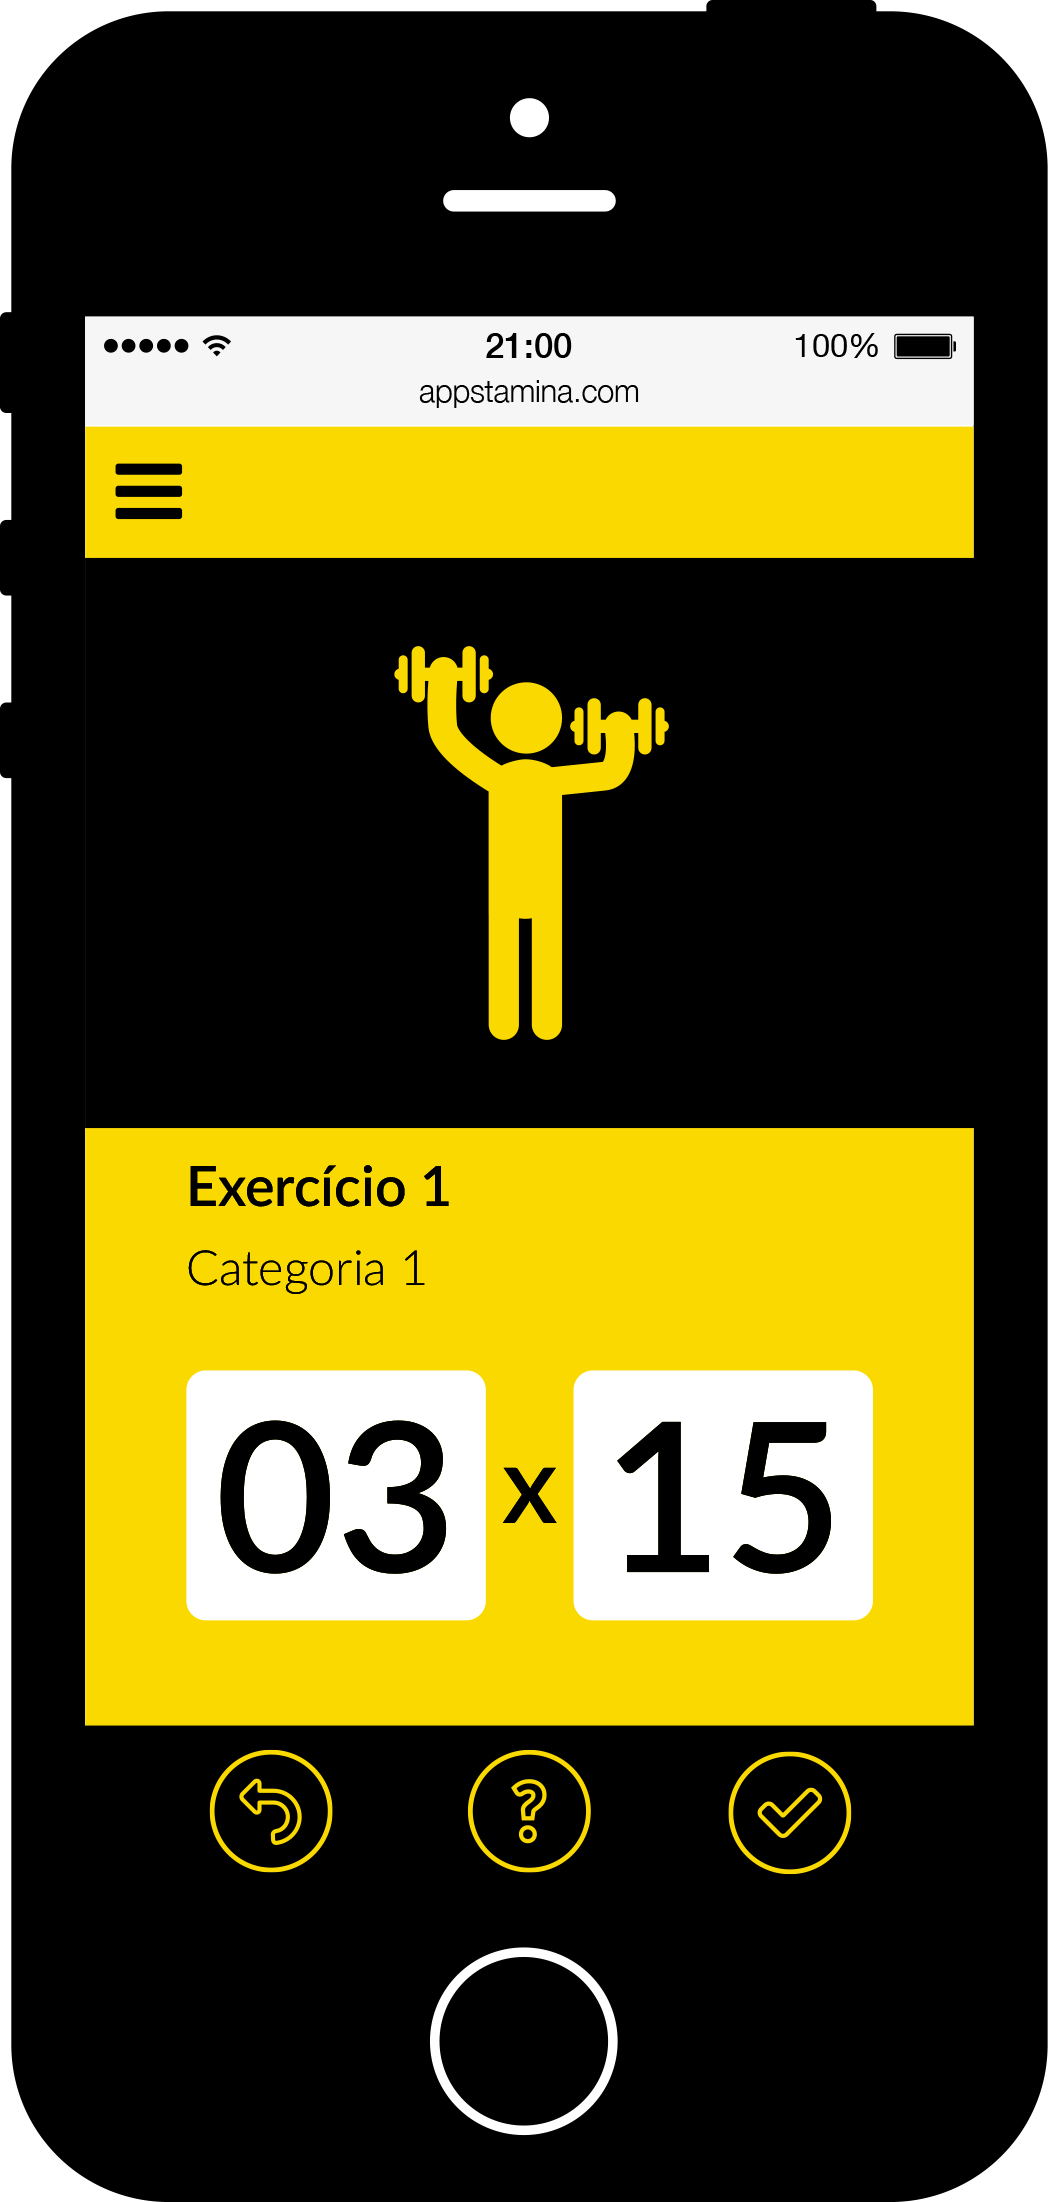 21:00 100%
appstamina.com
Exercício 1
Categoria 1
03 x 15
?